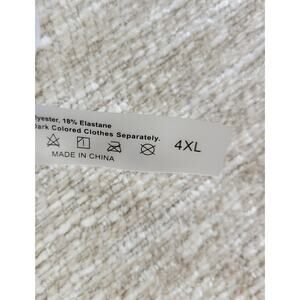 lyester, 18% Elastane
Dark Colored Clothes Separately.
4XL
MADE IN CHINA